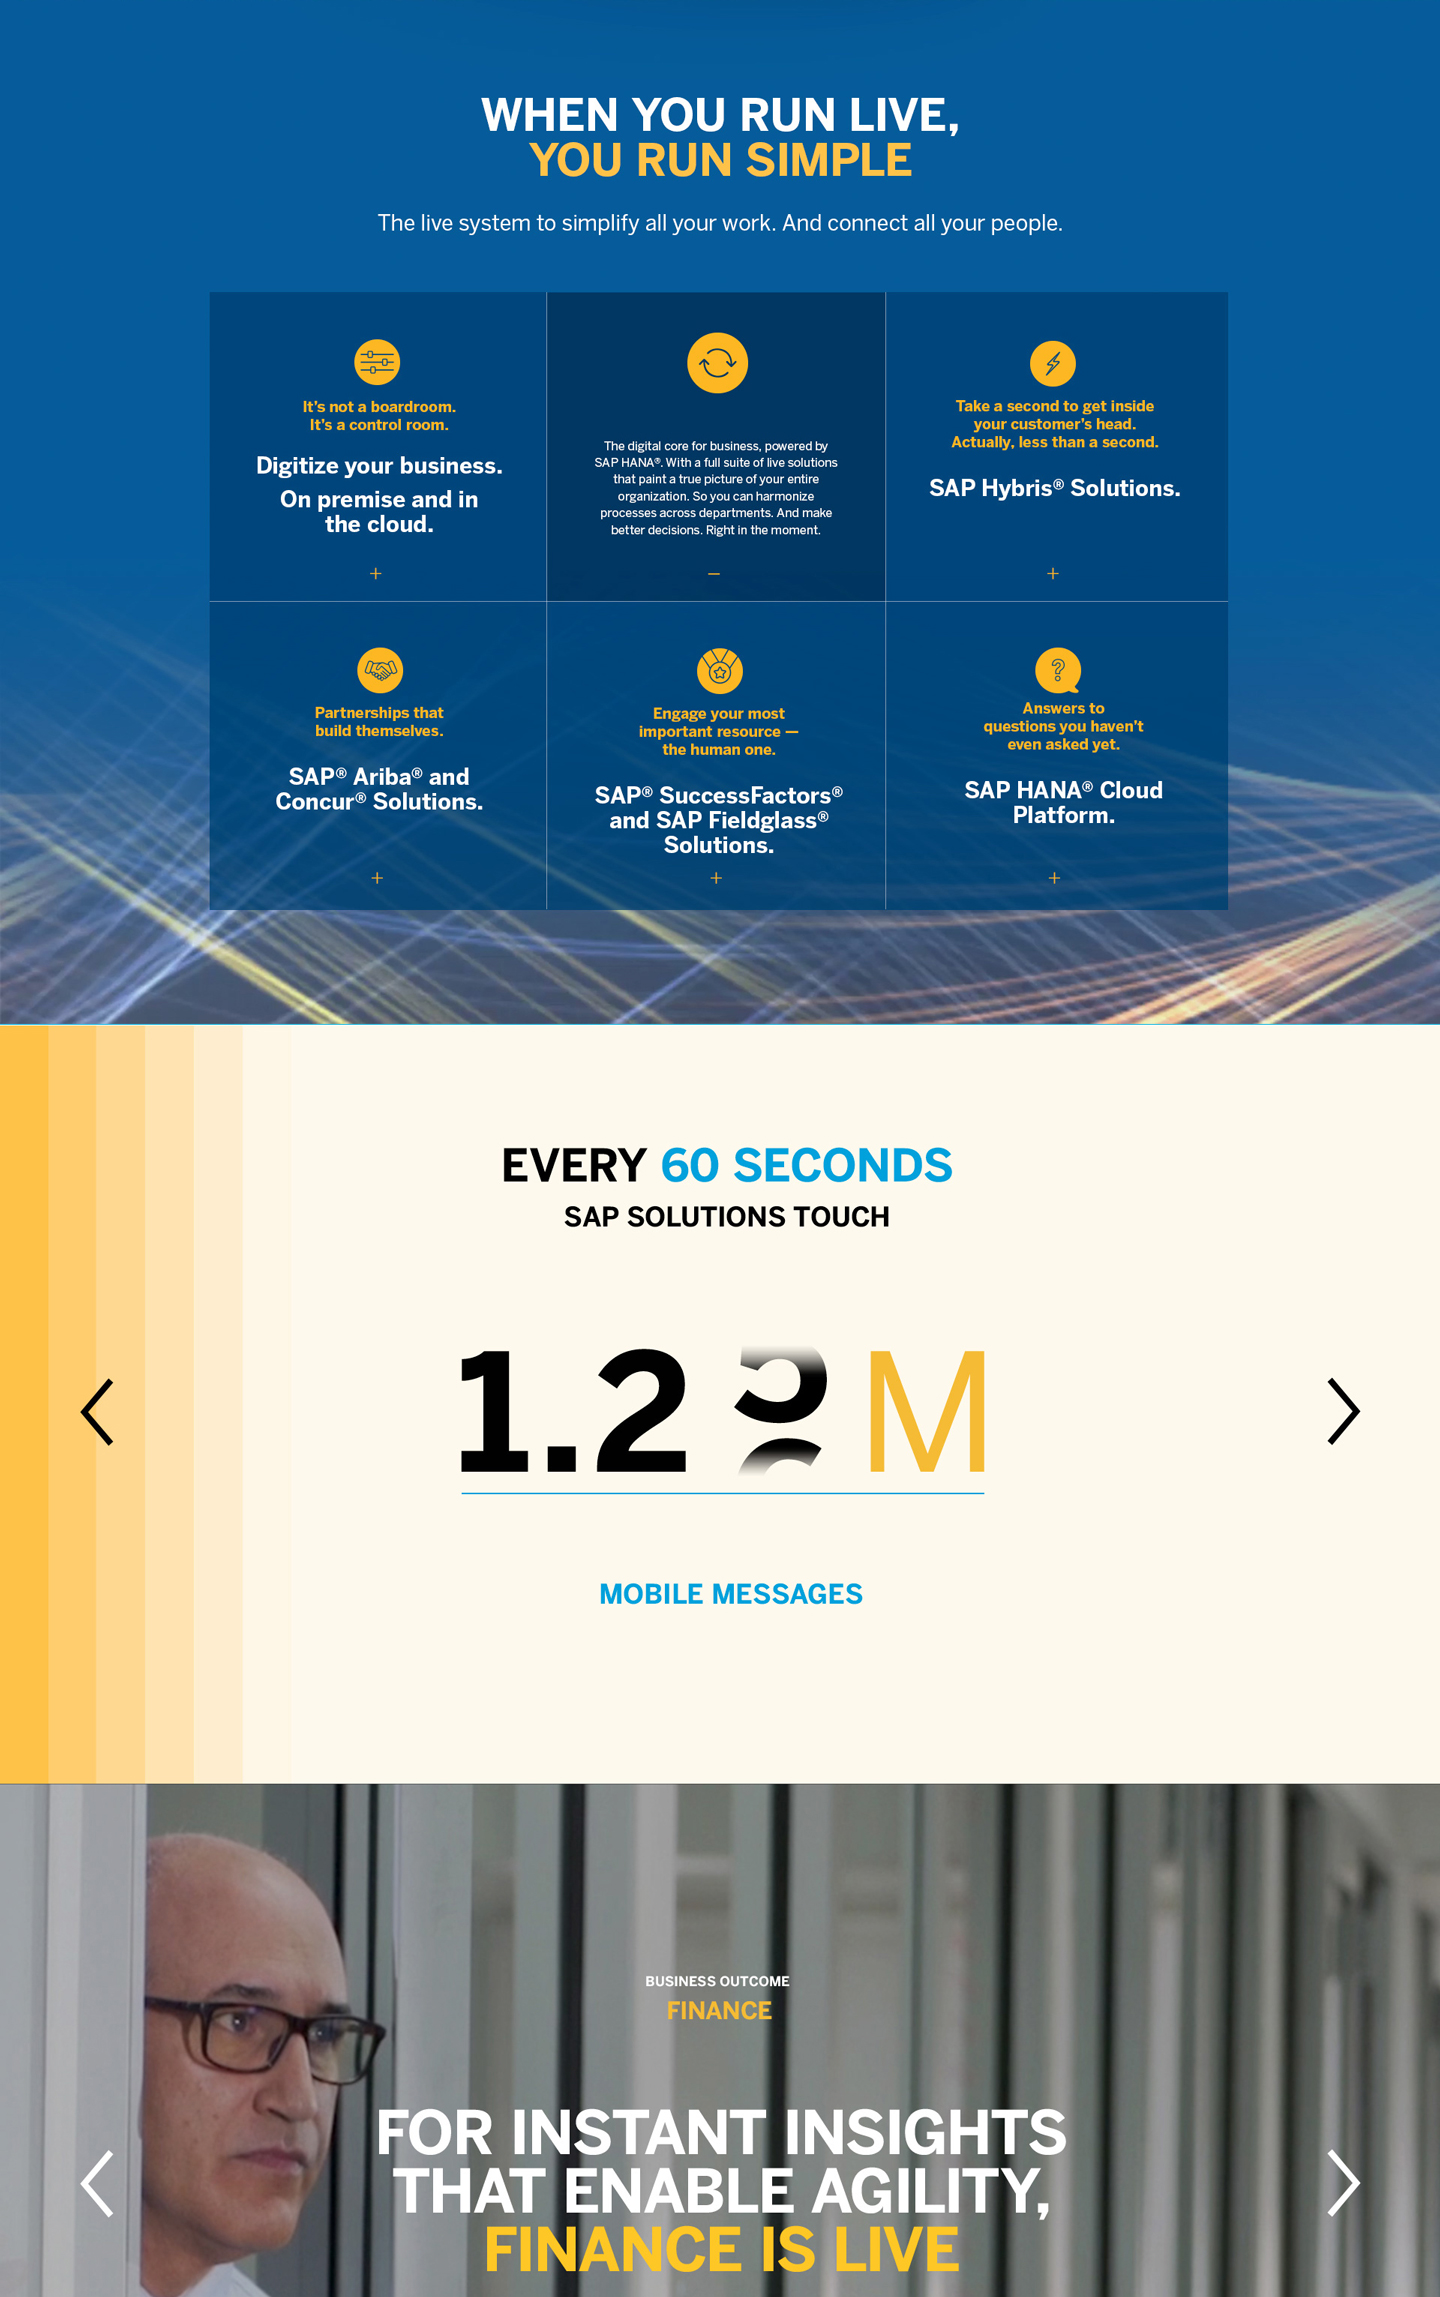 WHEN YOU RUN LIVE,
YOU RUN SIMPLE
The live system to simplify all your work. And connect all your people.
It's not a boardroom.
It's a control room.
Digitize your business.
On premise and in
the cloud.
+
The digital core for business, powered by
SAP HANA®. With a full suite of live solutions
that paint a true picture of your entire
organization. So you can harmonize
processes across departments. And make
better decisions. Right in the moment.
–
Take a second to get inside
your customer's head.
Actually, less than a second.
SAP Hybris® Solutions.
+
Partnerships that
build themselves.
SAP® Ariba® and
Concur® Solutions.
+
Engage your most
important resource —
the human one.
SAP® SuccessFactors®
and SAP Fieldglass®
Solutions.
+
?
Answers to
questions you haven't
even asked yet.
SAP HANA® Cloud
Platform.
+
EVERY 60 SECONDS
SAP SOLUTIONS TOUCH
1.2 M
MOBILE MESSAGES
BUSINESS OUTCOME
FINANCE
FOR INSTANT INSIGHTS
THAT ENABLE AGILITY,
FINANCE IS LIVE